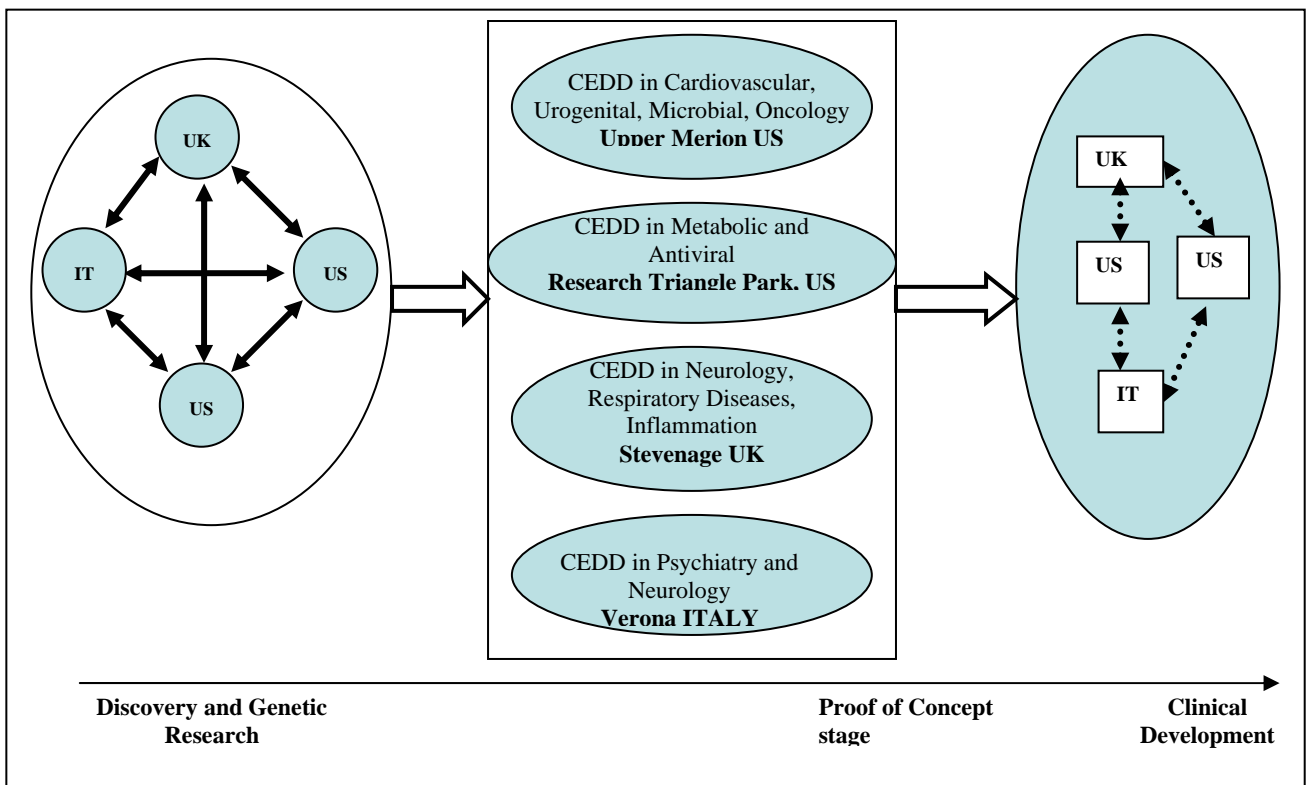 UK
IT
US
US
CEDD in Cardiovascular,
Urogenital, Microbial, Oncology
Upper Merion US
CEDD in Metabolic and
Antiviral
Research Triangle Park, US
CEDD in Neurology,
Respiratory Diseases,
Inflammation
Stevenage UK
CEDD in Psychiatry and
Neurology
Verona ITALY
UK
US
US
IT
Discovery and Genetic
Research
Proof of Concept
stage
Clinical
Development